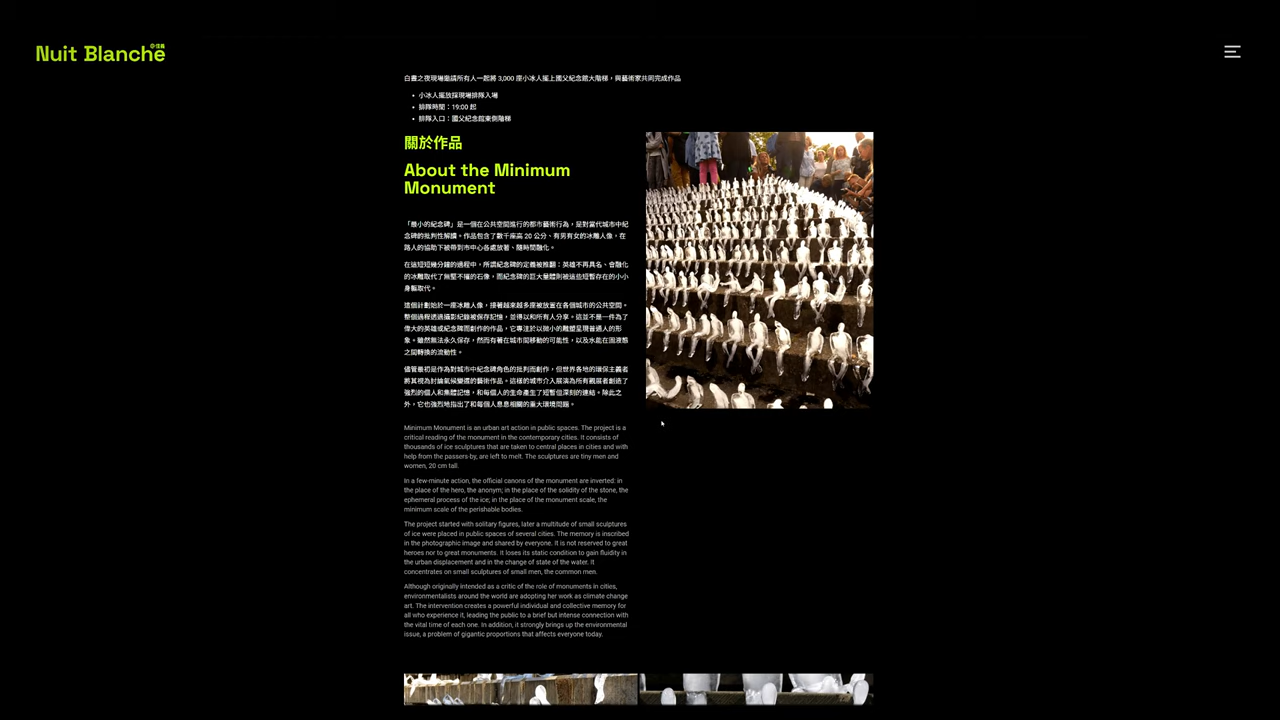 Nuit Blanche
白晝之夜現場邀請所有人一起將 3,000 座小冰人搖上國父紀念館大階梯，與藝術家共同完成作品
• 小冰人擺放採現場排隊入場
• 排隊時間：19:00 起
• 排隊入口：國父紀念館東側階梯
關於作品
About the Minimum
Monument
「最小的紀念碑」是一個在公共空間進行的都市藝術行為，是對當代城市中紀
念碑的批判性解讀。作品包含了數千座高 20 公分、有男有女的冰雕人像，在
路人的協助下被帶到市中心各處放著、隨時間融化。
在這短短幾分鐘的過程中，所謂紀念碑的定義被推翻：英雄不再具名、會融化
的冰雕取代了無堅不摧的石像，而紀念碑的巨大量體則被這些短暫存在的小小
身軀取代。
這個計劃始於一座冰雕人像，接著越來越多座被放置在各個城市的公共空間。
整個過程透過攝影紀錄被保存記憶，並得以和所有人分享。這並不是一件為了
偉大的英雄或紀念碑而創作的作品，它專注於以微小的雕塑呈現普通人的形
象。雖然無法永久保存，然而有著在城市間移動的可能性，以及水能在固液態
之間轉換的流動性。
儘管最初是作為對城市中紀念碑角色的批判而創作，但世界各地的環保主義者
將其視為討論氣候變遷的藝術作品。這樣的城市介入展演為所有觀展者創造了
強烈的個人和集體記憶，和每個人的生命產生了短暫但深刻的連結。除此之
外，它也強烈地指出了和每個人息息相關的重大環境問題。
Minimum Monument is an urban art action in public spaces. The project is a
critical reading of the monument in the contemporary cities. It consists of
thousands of ice sculptures that are taken to central places in cities and with
help from the passers-by, are left to melt. The sculptures are tiny men and
women, 20 cm tall.
In a few-minute action, the official canons of the monument are inverted: in
the place of the hero, the anonym; in the place of the solidity of the stone, the
ephemeral process of the ice; in the place of the monument scale, the
minimum scale of the perishable bodies.
The project started with solitary figures, later a multitude of small sculptures
of ice were placed in public spaces of several cities. The memory is inscribed
in the photographic image and shared by everyone. It is not reserved to great
heroes nor to great monuments. It loses its static condition to gain fluidity in
the urban displacement and in the change of state of the water. It
concentrates on small sculptures of small men, the common men.
Although originally intended as a critic of the role of monuments in cities,
environmentalists around the world are adopting her work as climate change
art. The intervention creates a powerful individual and collective memory for
all who experience it; leading the public to a brief but intense connection with
the vital time of each one. In addition, it strongly brings up the environmental
issue, a problem of gigantic proportions that affects everyone today.